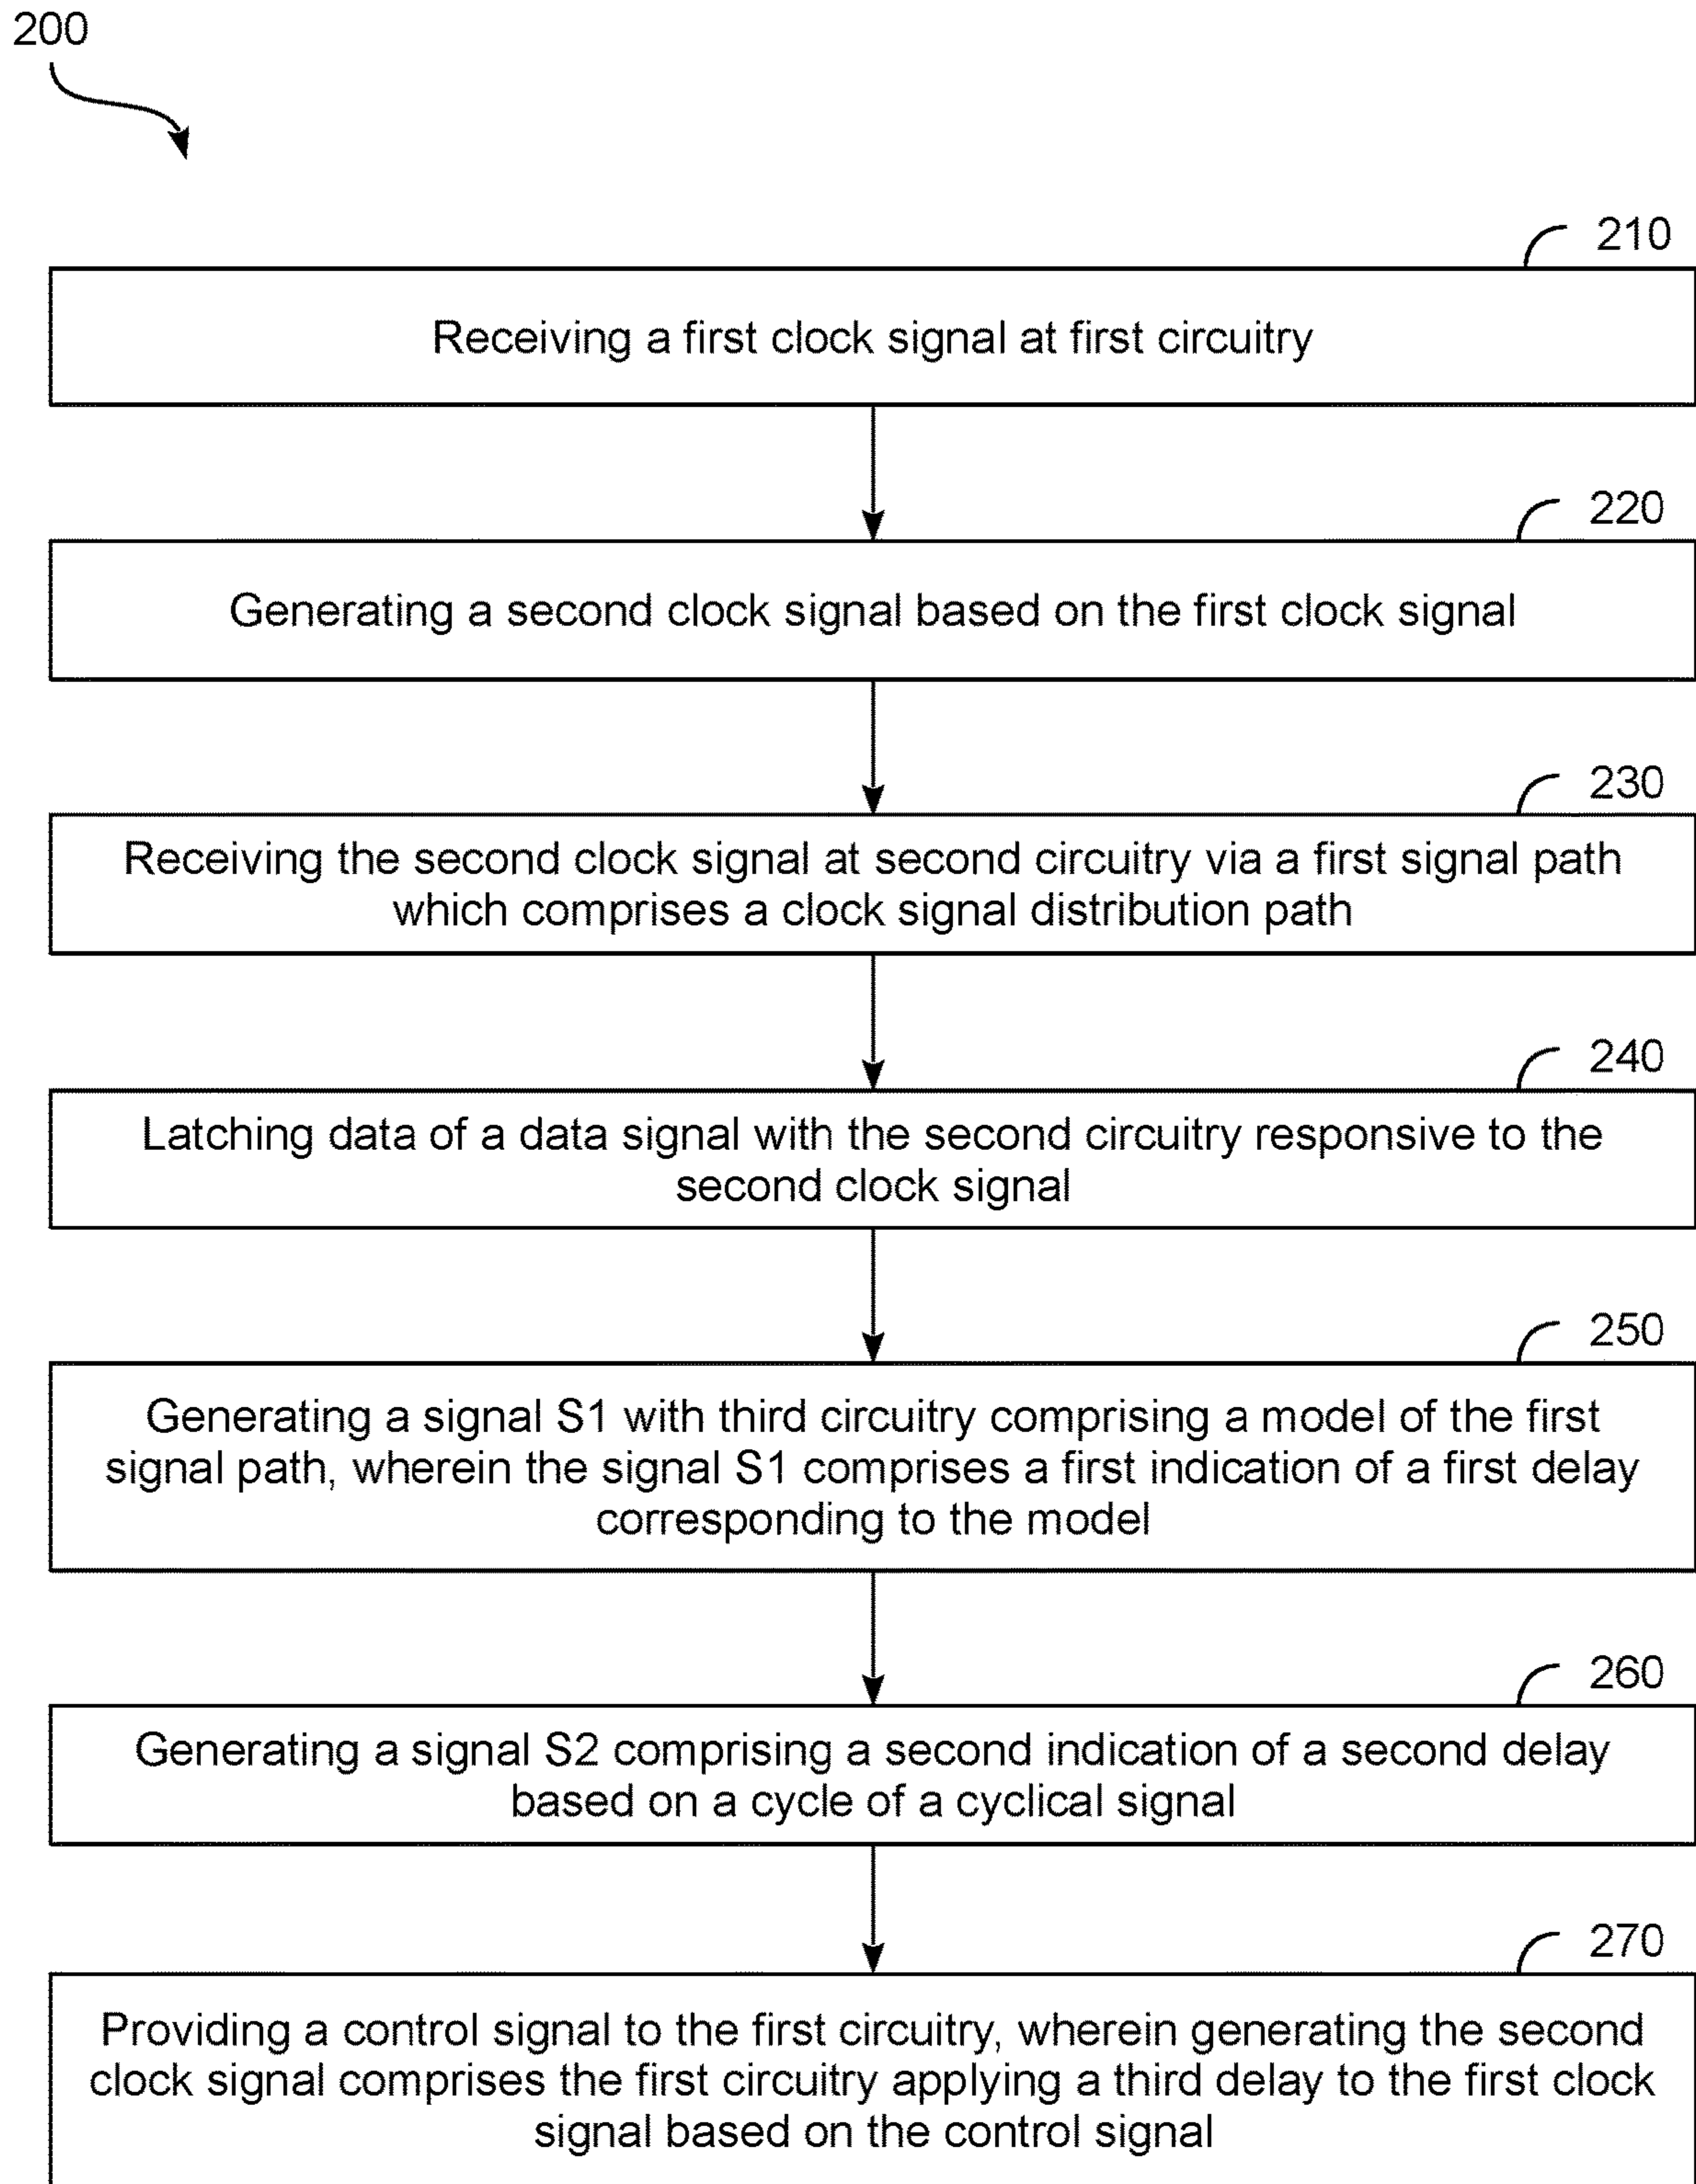 200
210
Receiving a first clock signal at first circuitry
220
Generating a second clock signal based on the first clock signal
230
Receiving the second clock signal at second circuitry via a first signal path
which comprises a clock signal distribution path
240
Latching data of a data signal with the second circuitry responsive to the
second clock signal
250
Generating a signal S1 with third circuitry comprising a model of the first
signal path, wherein the signal S1 comprises a first indication of a first delay
corresponding to the model
260
Generating a signal S2 comprising a second indication of a second delay
based on a cycle of a cyclical signal
270
Providing a control signal to the first circuitry, wherein generating the second
clock signal comprises the first circuitry applying a third delay to the first clock
signal based on the control signal